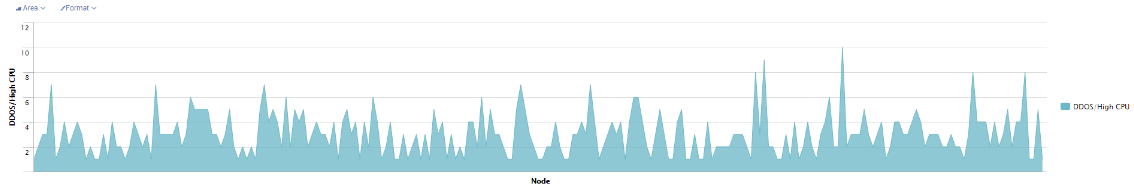 Area Format
12
10
8
6
4
2
DDOS/High CPU
DDOS/High CPU
Node